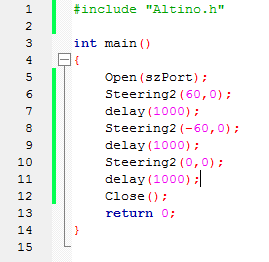 1 #include "Altino.h"
2
3 int main()
4 {
5 Open(szPort);
6 Steering2(60,0);
7 delay(1000);
8 Steering2(-60,0);
9 delay(1000);
10 Steering2(0,0);
11 delay(1000);
12 Close();
13 return 0;
14 }
15